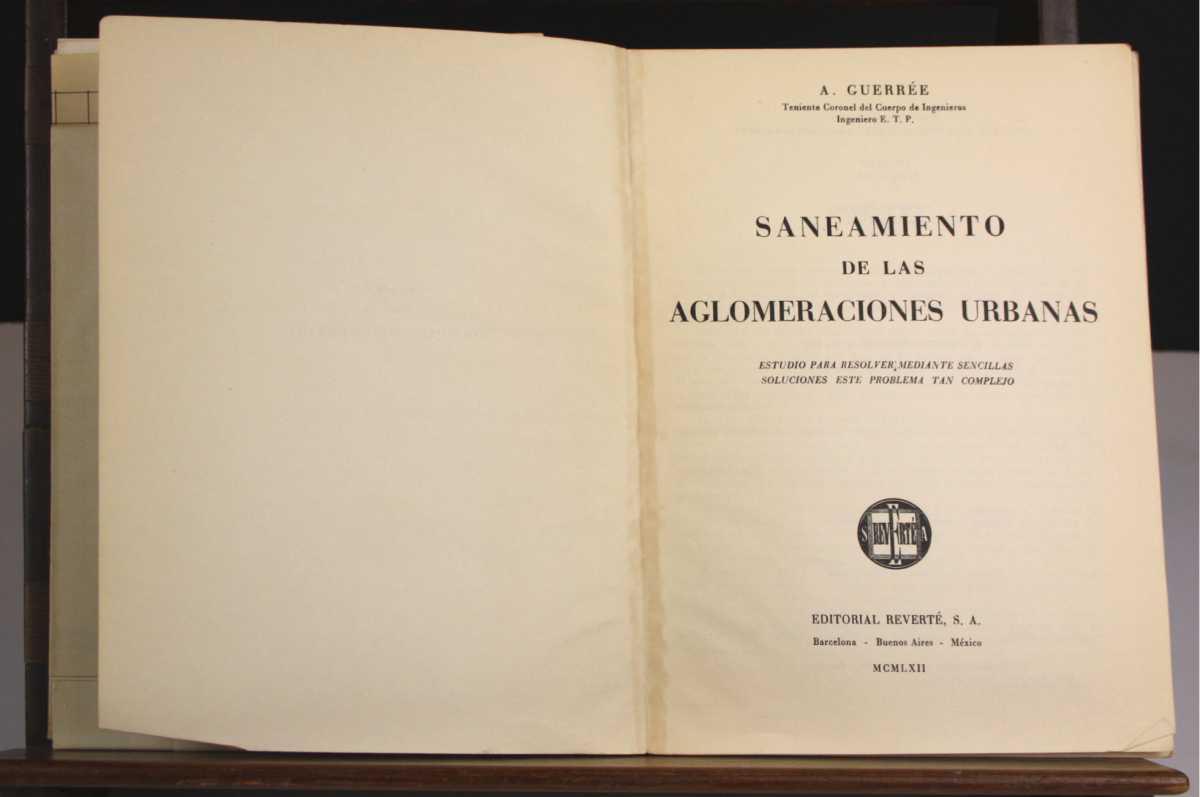 A. GUERRÉE
Teniente Coronel del Cuerpo de Ingenieros
Ingeniero E. T. P.
SANEAMIENTO
DE LAS
AGLOMERACIONES URBANAS
ESTUDIO PARA RESOLVER, MEDIANTE SENCILLAS
SOLUCIONES ESTE PROBLEMA TAN COMPLEJO
S REVERTÉ A
EDITORIAL REVERTÉ, S. A.
Barcelona - Buenos Aires - México
MCMLXII